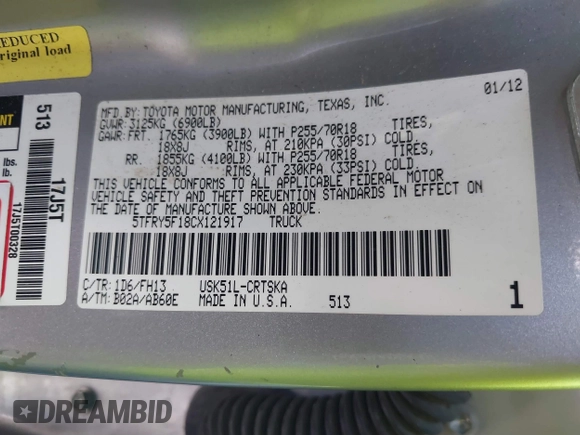 REDUCED
original load
513
17J5T
17J5T00328
lbs.
lb.
MFD.BY: TOYOTA MOTOR MANUFACTURING, TEXAS, INC. 01/12
GVWR: 3125KG (6900LB)
GAWR: FRT. 1765KG (3900LB) WITH P255/70R18 TIRES,
18X8J RIMS, AT 210KPA (30PSI) COLD.
RR. 1855KG (4100LB) WITH P255/70R18 TIRES,
18X8J RIMS, AT 230KPA (33PSI) COLD.
THIS VEHICLE CONFORMS TO ALL APPLICABLE FEDERAL MOTOR
VEHICLE SAFETY AND THEFT PREVENTION STANDARDS IN EFFECT ON
THE DATE OF MANUFACTURE SHOWN ABOVE.
5TFRY5F18CX121917 TRUCK
C/TR: 1D6/FH13 USK51L-CRTSKA
A/TM: B02A/AB60E MADE IN U.S.A. 513
1
DREAMBID